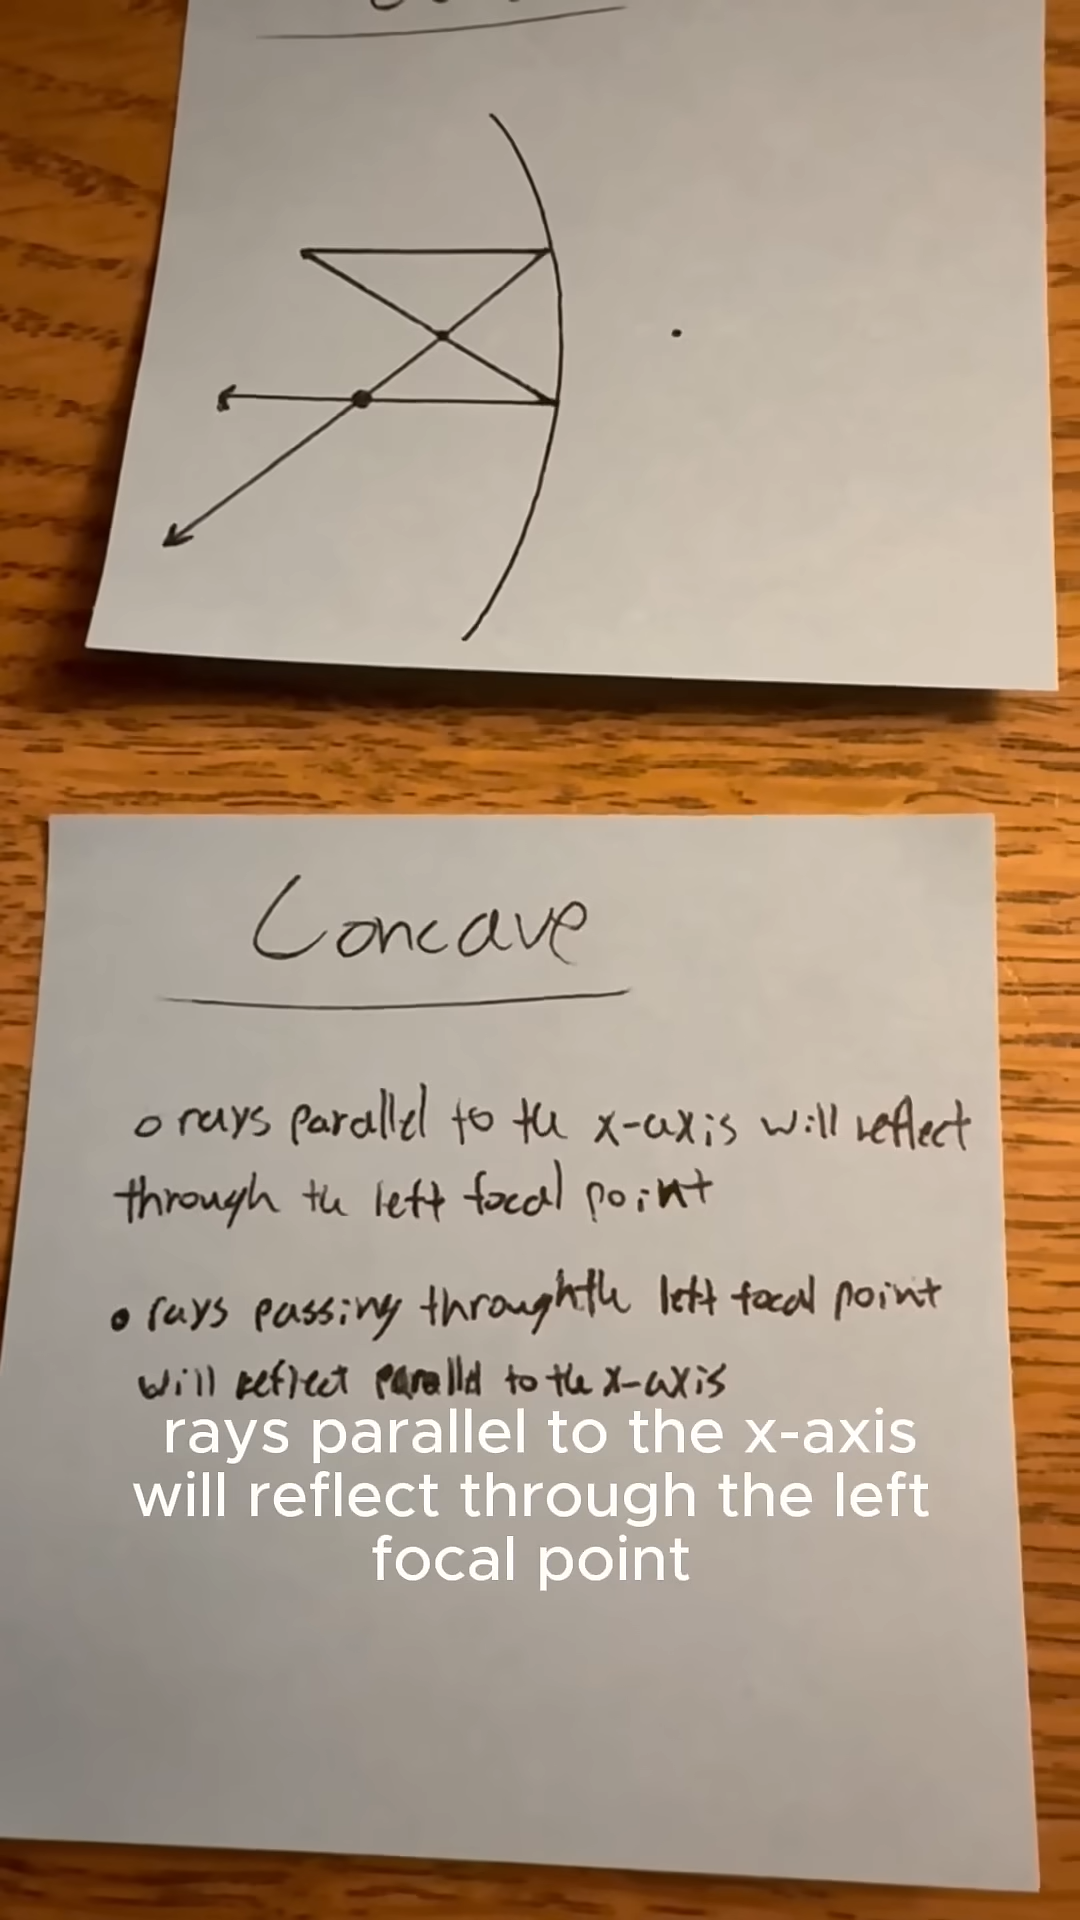 Concave
o rays parallel to the x-axis will reflect
through the left focal point
• rays passing through the left focal point
will reflect parallel to the x-axis
rays parallel to the x-axis
will reflect through the left
focal point